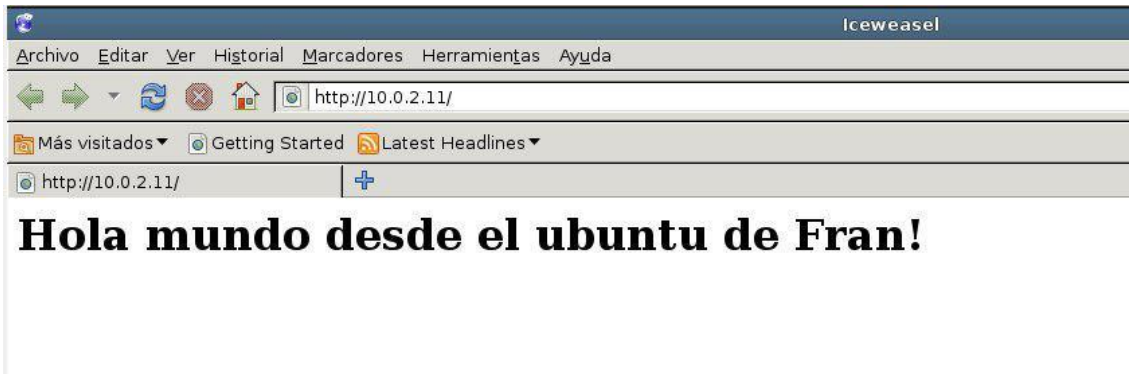 Iceweasel
Archivo Editar Ver Historial Marcadores Herramientas Ayuda
http://10.0.2.11/
Más visitados Getting Started Latest Headlines
http://10.0.2.11/
Hola mundo desde el ubuntu de Fran!